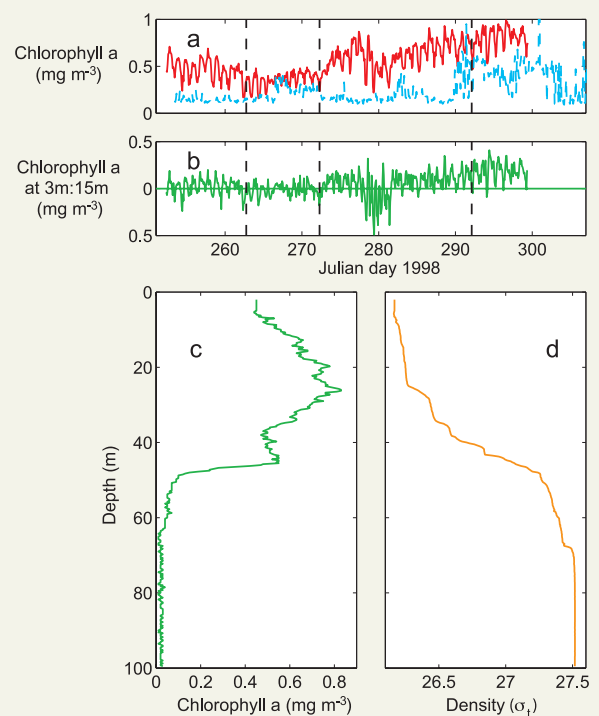 Chlorophyll a
(mg m⁻³)
1
0.5
0
a
Chlorophyll a
at 3m:15m
(mg m⁻³)
0.5
0
0.5
b
260 270 280 290 300
Julian day 1998
0
20
40
60
80
100
Depth (m)
c
0 0.2 0.4 0.6 0.8
Chlorophyll a (mg m⁻³)
d
26.5 27 27.5
Density (σₜ)